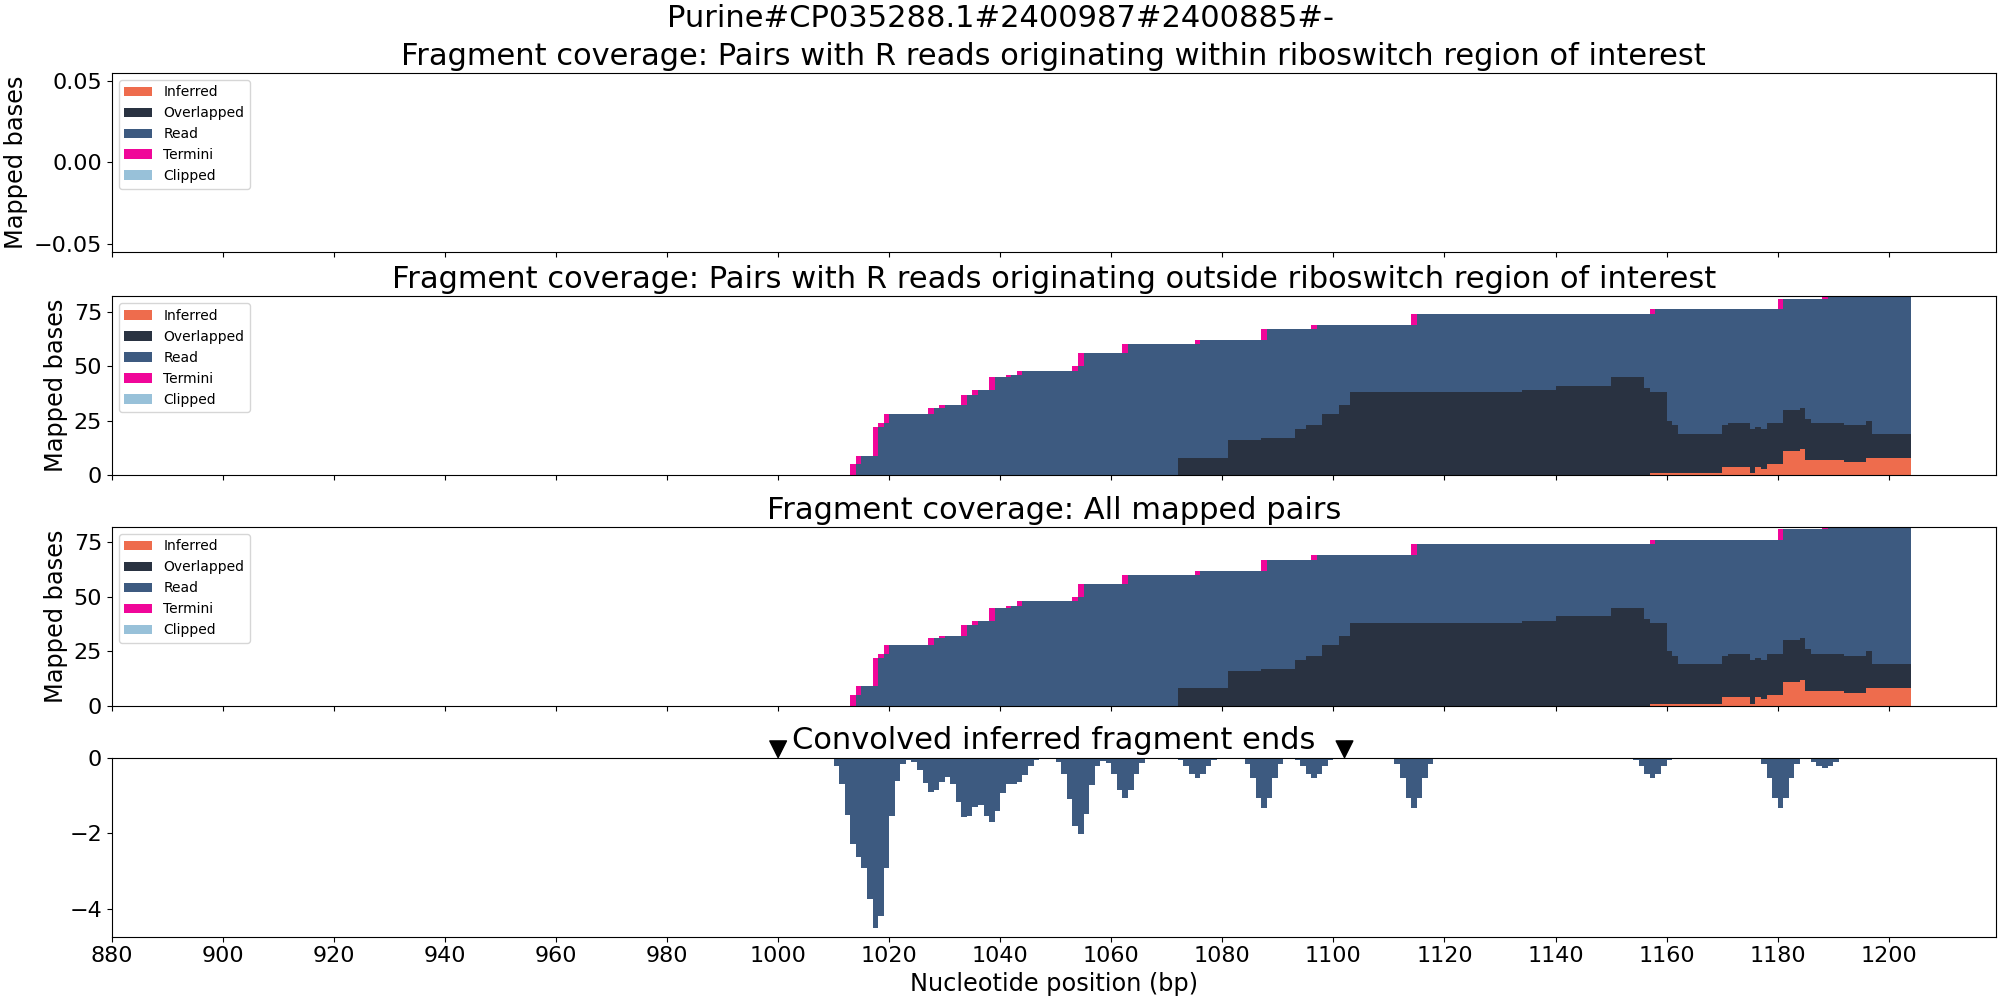 Purine#CP035288.1#2400987#2400885#-
Fragment coverage: Pairs with R reads originating within riboswitch region of interest
Mapped bases
0.05
0.00
−0.05
Inferred
Overlapped
Read
Termini
Clipped
Fragment coverage: Pairs with R reads originating outside riboswitch region of interest
Mapped bases
75
50
25
0
Inferred
Overlapped
Read
Termini
Clipped
Fragment coverage: All mapped pairs
Mapped bases
75
50
25
0
Inferred
Overlapped
Read
Termini
Clipped
Convolved inferred fragment ends
0
−2
−4
880 900 920 940 960 980 1000 1020 1040 1060 1080 1100 1120 1140 1160 1180 1200
Nucleotide position (bp)